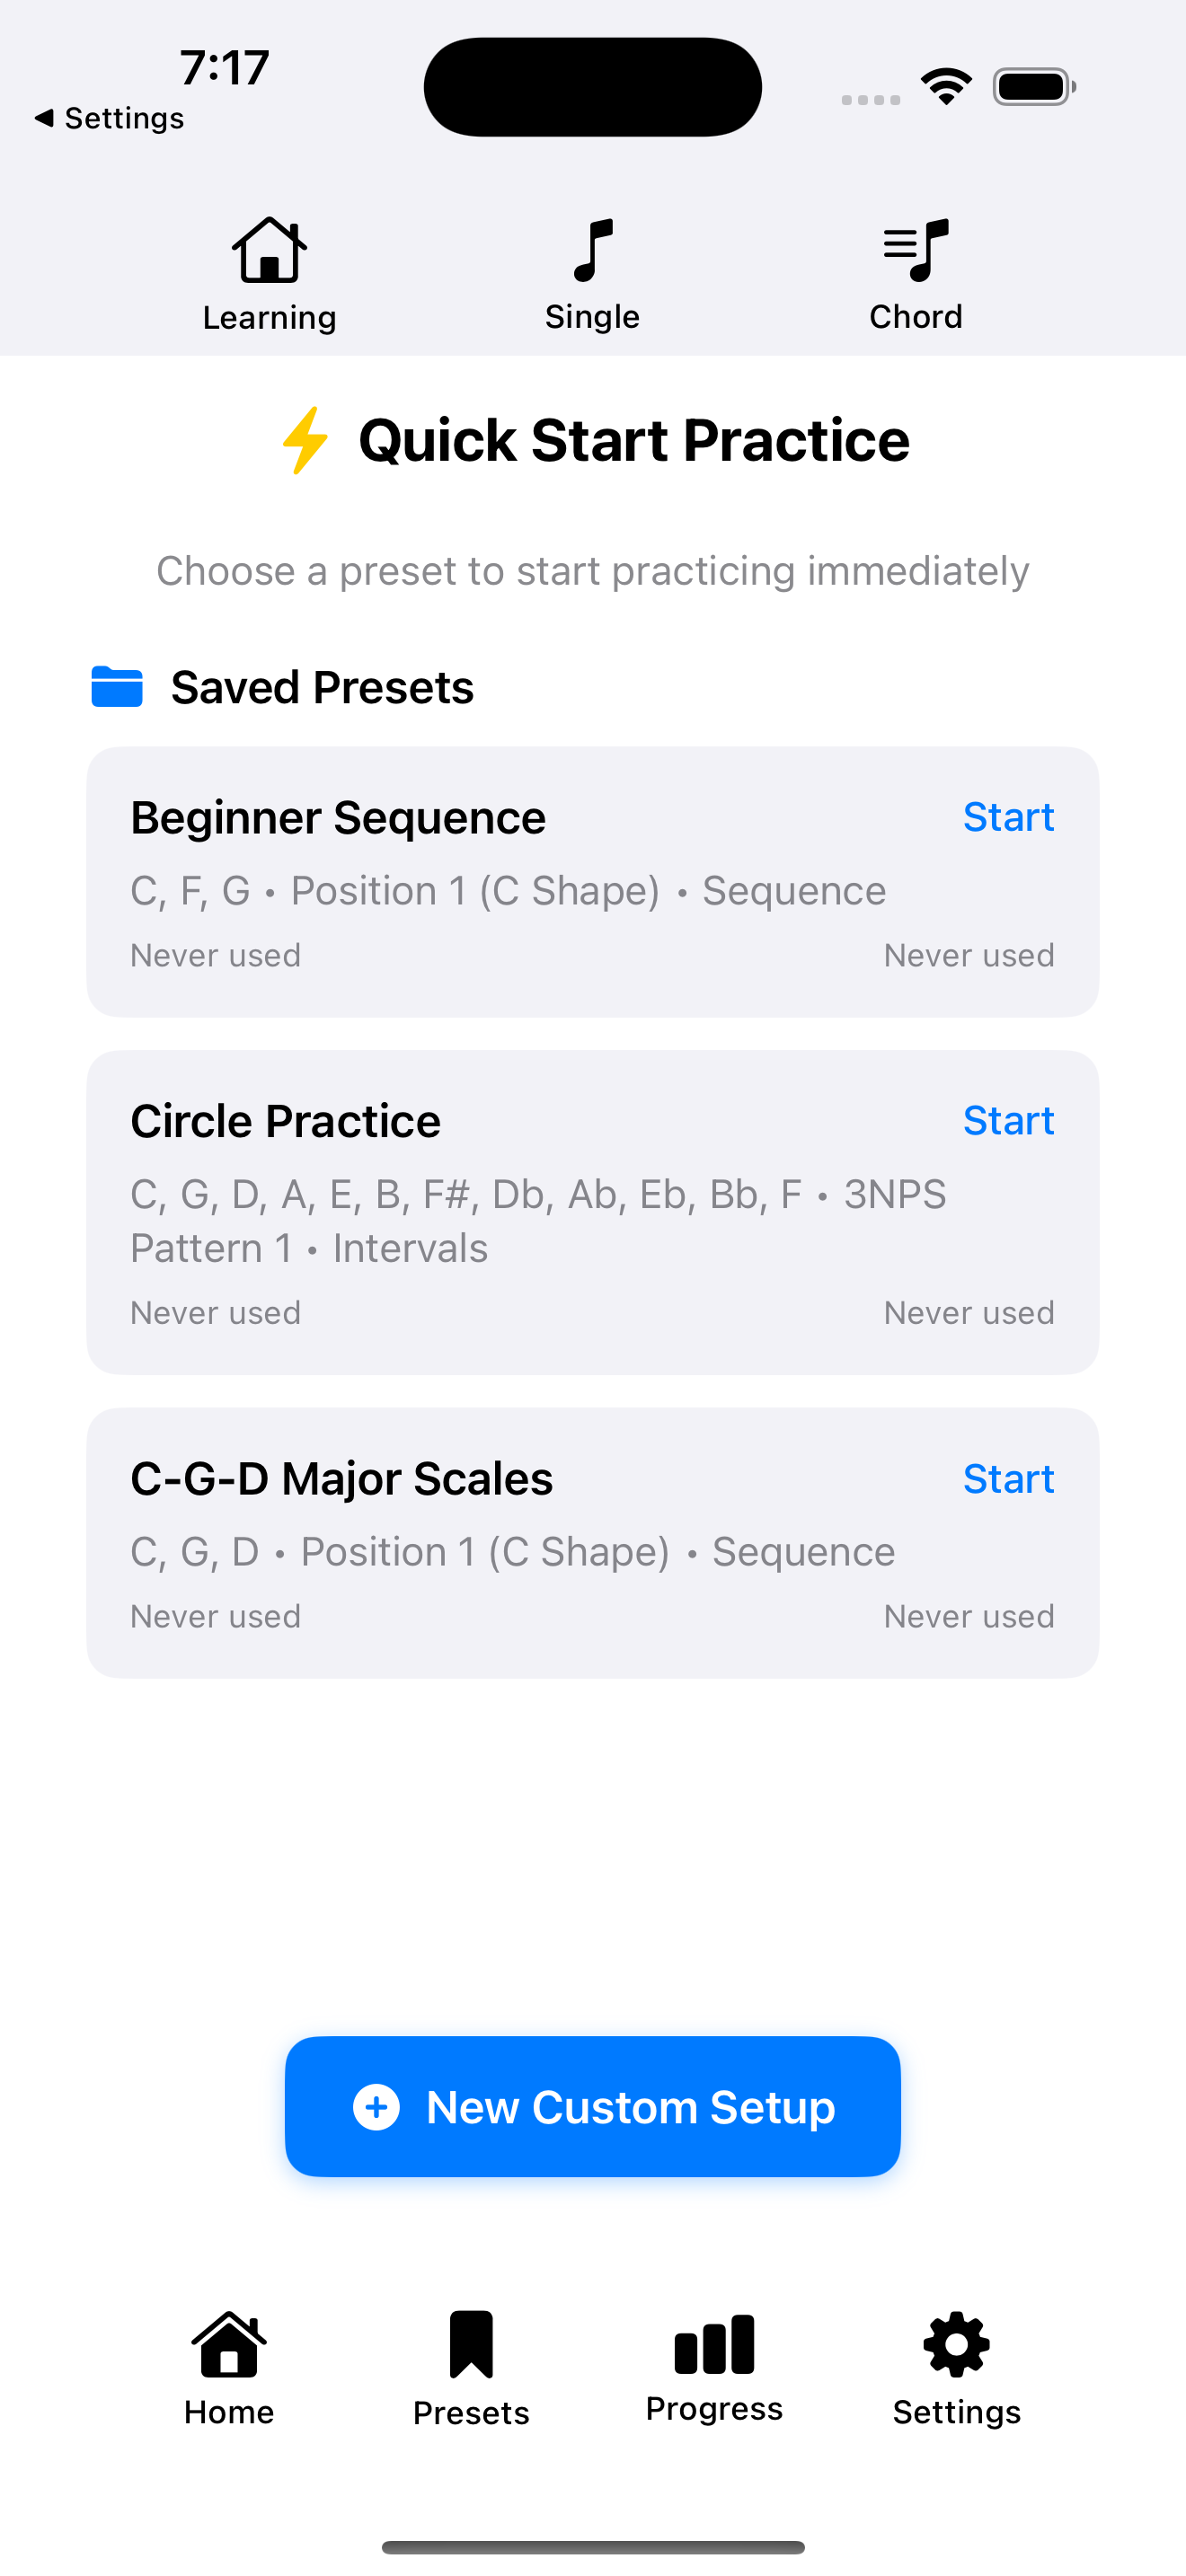 7:17
◀ Settings
Learning Single Chord
Quick Start Practice
Choose a preset to start practicing immediately
Saved Presets
Beginner Sequence Start
C, F, G • Position 1 (C Shape) • Sequence
Never used Never used
Circle Practice Start
C, G, D, A, E, B, F#, Db, Ab, Eb, Bb, F • 3NPS
Pattern 1 • Intervals
Never used Never used
C-G-D Major Scales Start
C, G, D • Position 1 (C Shape) • Sequence
Never used Never used
New Custom Setup
Home Presets Progress Settings